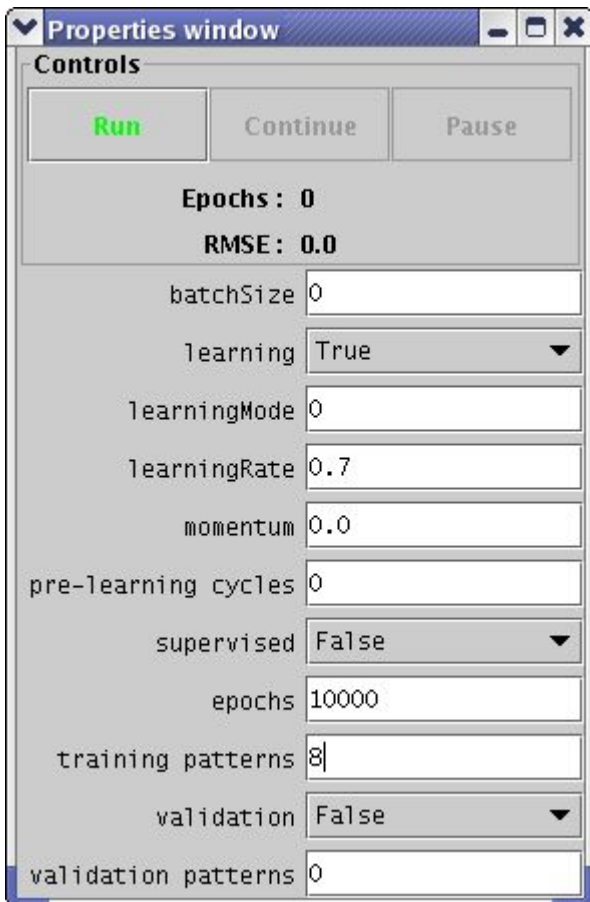 Properties window
Controls
Run Continue Pause
Epochs: 0
RMSE: 0.0
batchSize 0
learning True
learningMode 0
learningRate 0.7
momentum 0.0
pre-learning cycles 0
supervised False
epochs 10000
training patterns 8
validation False
validation patterns 0